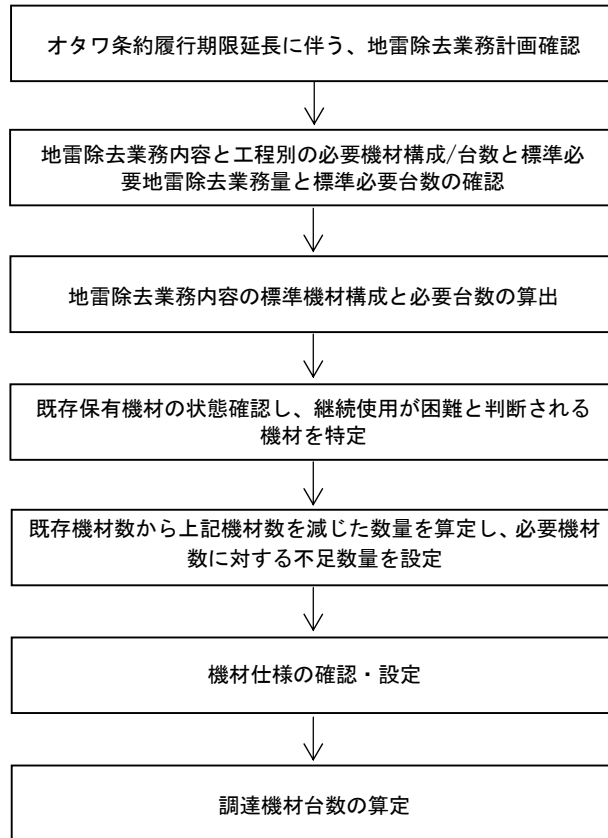 オタワ条約履行期限延長に伴う、地雷除去業務計画確認
地雷除去業務内容と工程別の必要機材構成/台数と標準必
要地雷除去業務量と標準必要台数の確認
地雷除去業務内容の標準機材構成と必要台数の算出
既存保有機材の状態確認し、継続使用が困難と判断される
機材を特定
既存機材数から上記機材数を減じた数量を算定し、必要機材
数に対する不足数量を設定
機材仕様の確認・設定
調達機材台数の算定